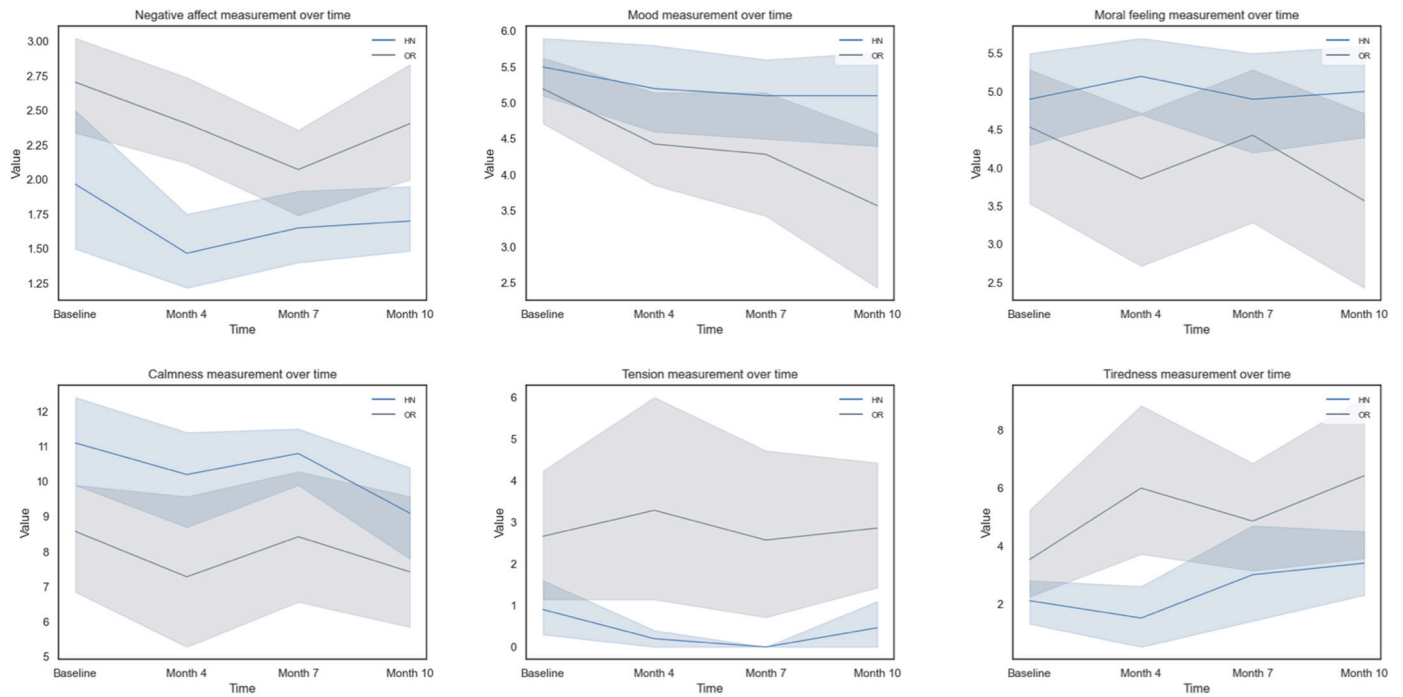 Negative affect measurement over time
HN
OR
3.00
2.75
2.50
2.25
2.00
1.75
1.50
1.25
Value
Baseline Month 4 Month 7 Month 10
Time
Mood measurement over time
HN
OR
6.0
5.5
5.0
4.5
4.0
3.5
3.0
2.5
Value
Baseline Month 4 Month 7 Month 10
Time
Moral feeling measurement over time
HN
OR
5.5
5.0
4.5
4.0
3.5
3.0
2.5
Value
Baseline Month 4 Month 7 Month 10
Time
Calmness measurement over time
HN
OR
12
11
10
9
8
7
6
5
Value
Baseline Month 4 Month 7 Month 10
Time
Tension measurement over time
HN
OR
6
5
4
3
2
1
0
Value
Baseline Month 4 Month 7 Month 10
Time
Tiredness measurement over time
HN
OR
8
6
4
2
Value
Baseline Month 4 Month 7 Month 10
Time